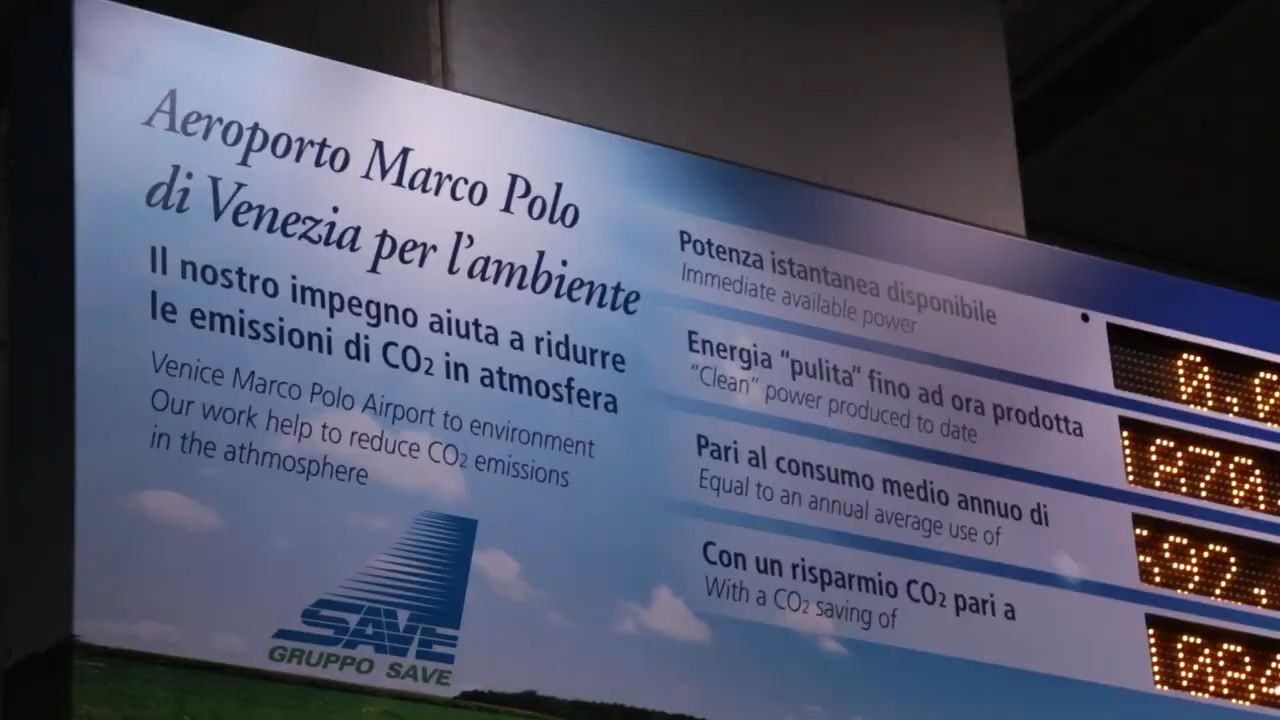 Aeroporto Marco Polo
di Venezia per l'ambiente
Il nostro impegno aiuta a ridurre
le emissioni di CO2 in atmosfera
Venice Marco Polo Airport to environment
Our work help to reduce CO2 emissions
in the athmosphere
SAVE
GRUPPO SAVE
Potenza istantanea disponibile
Immediate available power
Energia "pulita" fino ad ora prodotta
"Clean" power produced to date
Pari al consumo medio annuo di
Equal to an annual average use of
Con un risparmio CO2 pari a
With a CO2 saving of